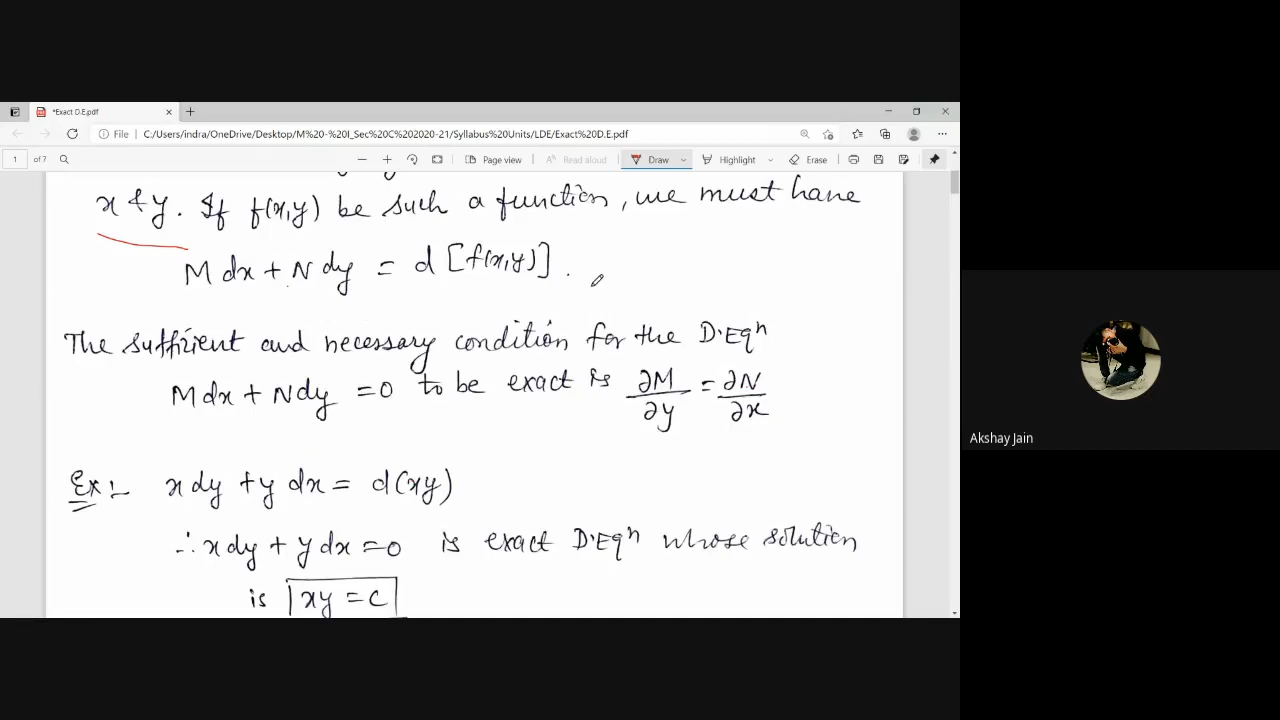 *Exact D.E.pdf
File | C:/Users/indra/OneDrive/Desktop/M%20-%20I_Sec%20C%202020-21/Syllabus%20Units/LDE/Exact%20D.E.pdf
1 of 7 Page view Read aloud Draw Highlight Erase
x & y. If f(x,y) be such a function, we must have
M dx + N dy = d [f(x,y)].
The sufficient and necessary condition for the D.Eqⁿ
M dx + N dy = 0 to be exact is ∂M/∂y = ∂N/∂x
Ex:- x dy + y dx = d(xy)
∴ x dy + y dx = 0 is exact D.Eqⁿ whose solution
is xy = c
Akshay Jain